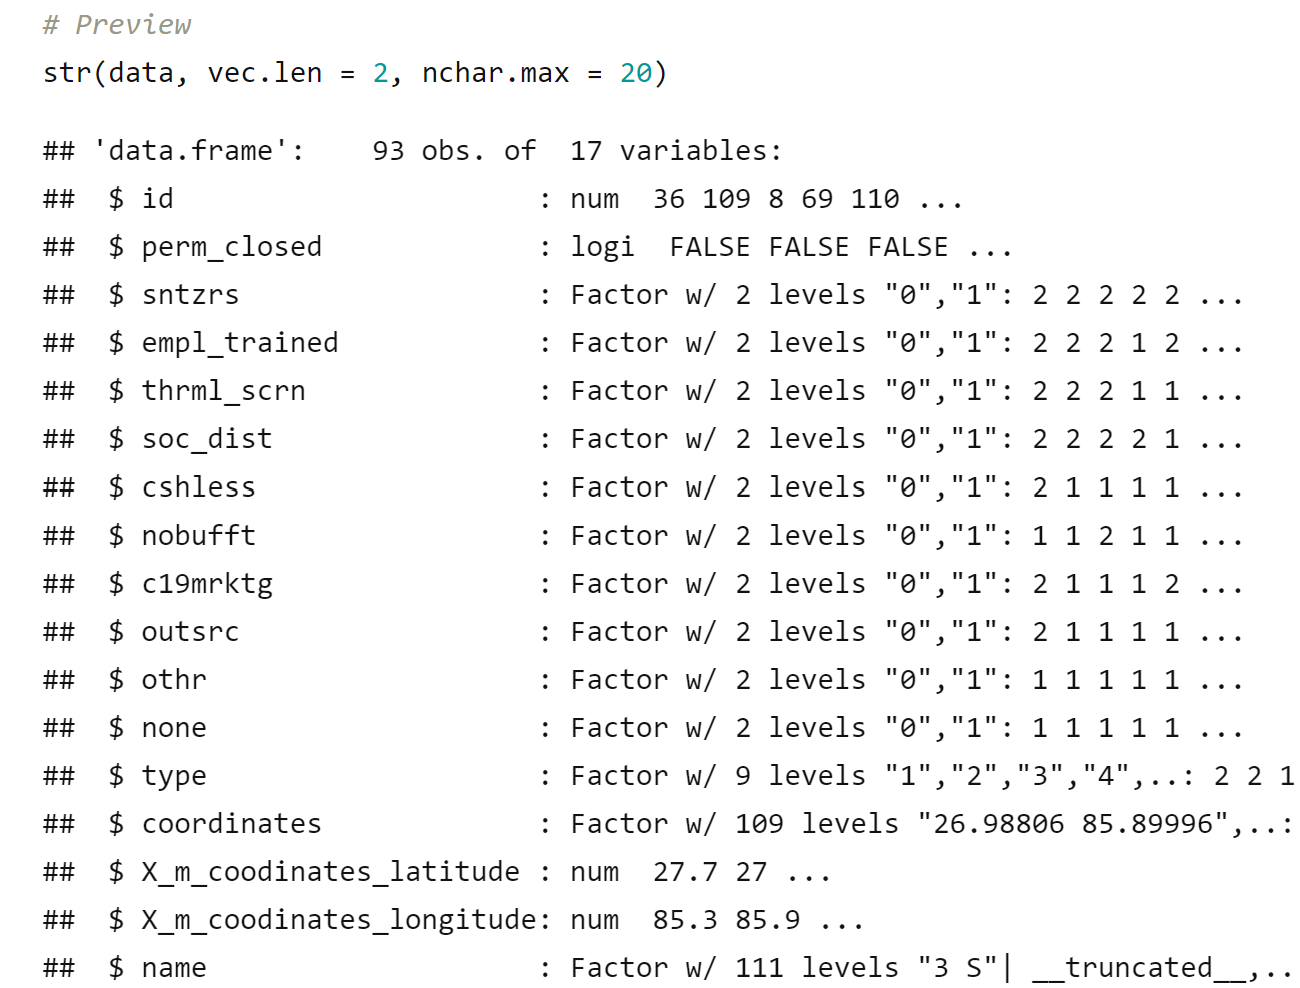 # Preview
str(data, vec.len = 2, nchar.max = 20)
## 'data.frame':    93 obs. of  17 variables:
##  $ id                      : num  36 109 8 69 110 ...
##  $ perm_closed             : logi  FALSE FALSE FALSE ...
##  $ sntzrs                  : Factor w/ 2 levels "0","1": 2 2 2 2 2 ...
##  $ empl_trained            : Factor w/ 2 levels "0","1": 2 2 2 1 2 ...
##  $ thrml_scrn              : Factor w/ 2 levels "0","1": 2 2 2 1 1 ...
##  $ soc_dist                : Factor w/ 2 levels "0","1": 2 2 2 2 1 ...
##  $ cshless                 : Factor w/ 2 levels "0","1": 2 1 1 1 1 ...
##  $ nobufft                 : Factor w/ 2 levels "0","1": 1 1 2 1 1 ...
##  $ c19mrktg                : Factor w/ 2 levels "0","1": 2 1 1 1 2 ...
##  $ outsrc                  : Factor w/ 2 levels "0","1": 2 1 1 1 1 ...
##  $ othr                    : Factor w/ 2 levels "0","1": 1 1 1 1 1 ...
##  $ none                    : Factor w/ 2 levels "0","1": 1 1 1 1 1 ...
##  $ type                    : Factor w/ 9 levels "1","2","3","4",..: 2 2 1
##  $ coordinates             : Factor w/ 109 levels "26.98806 85.89996",..:
##  $ X_m_coodinates_latitude : num  27.7 27 ...
##  $ X_m_coodinates_longitude: num  85.3 85.9 ...
##  $ name                    : Factor w/ 111 levels "3 S"| __truncated__,..